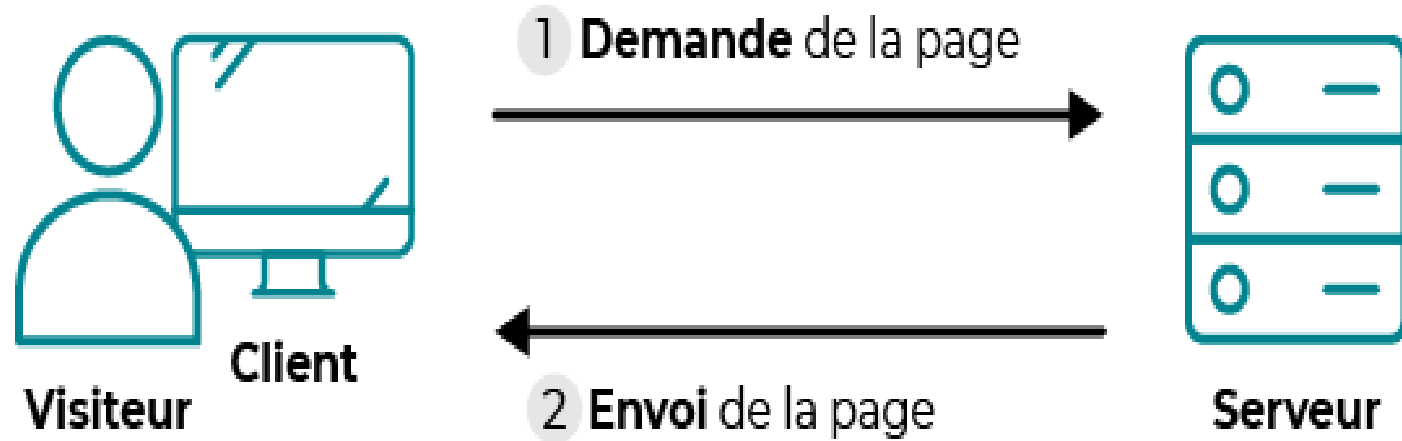 1 Demande de la page
Client
Visiteur
2 Envoi de la page
Serveur